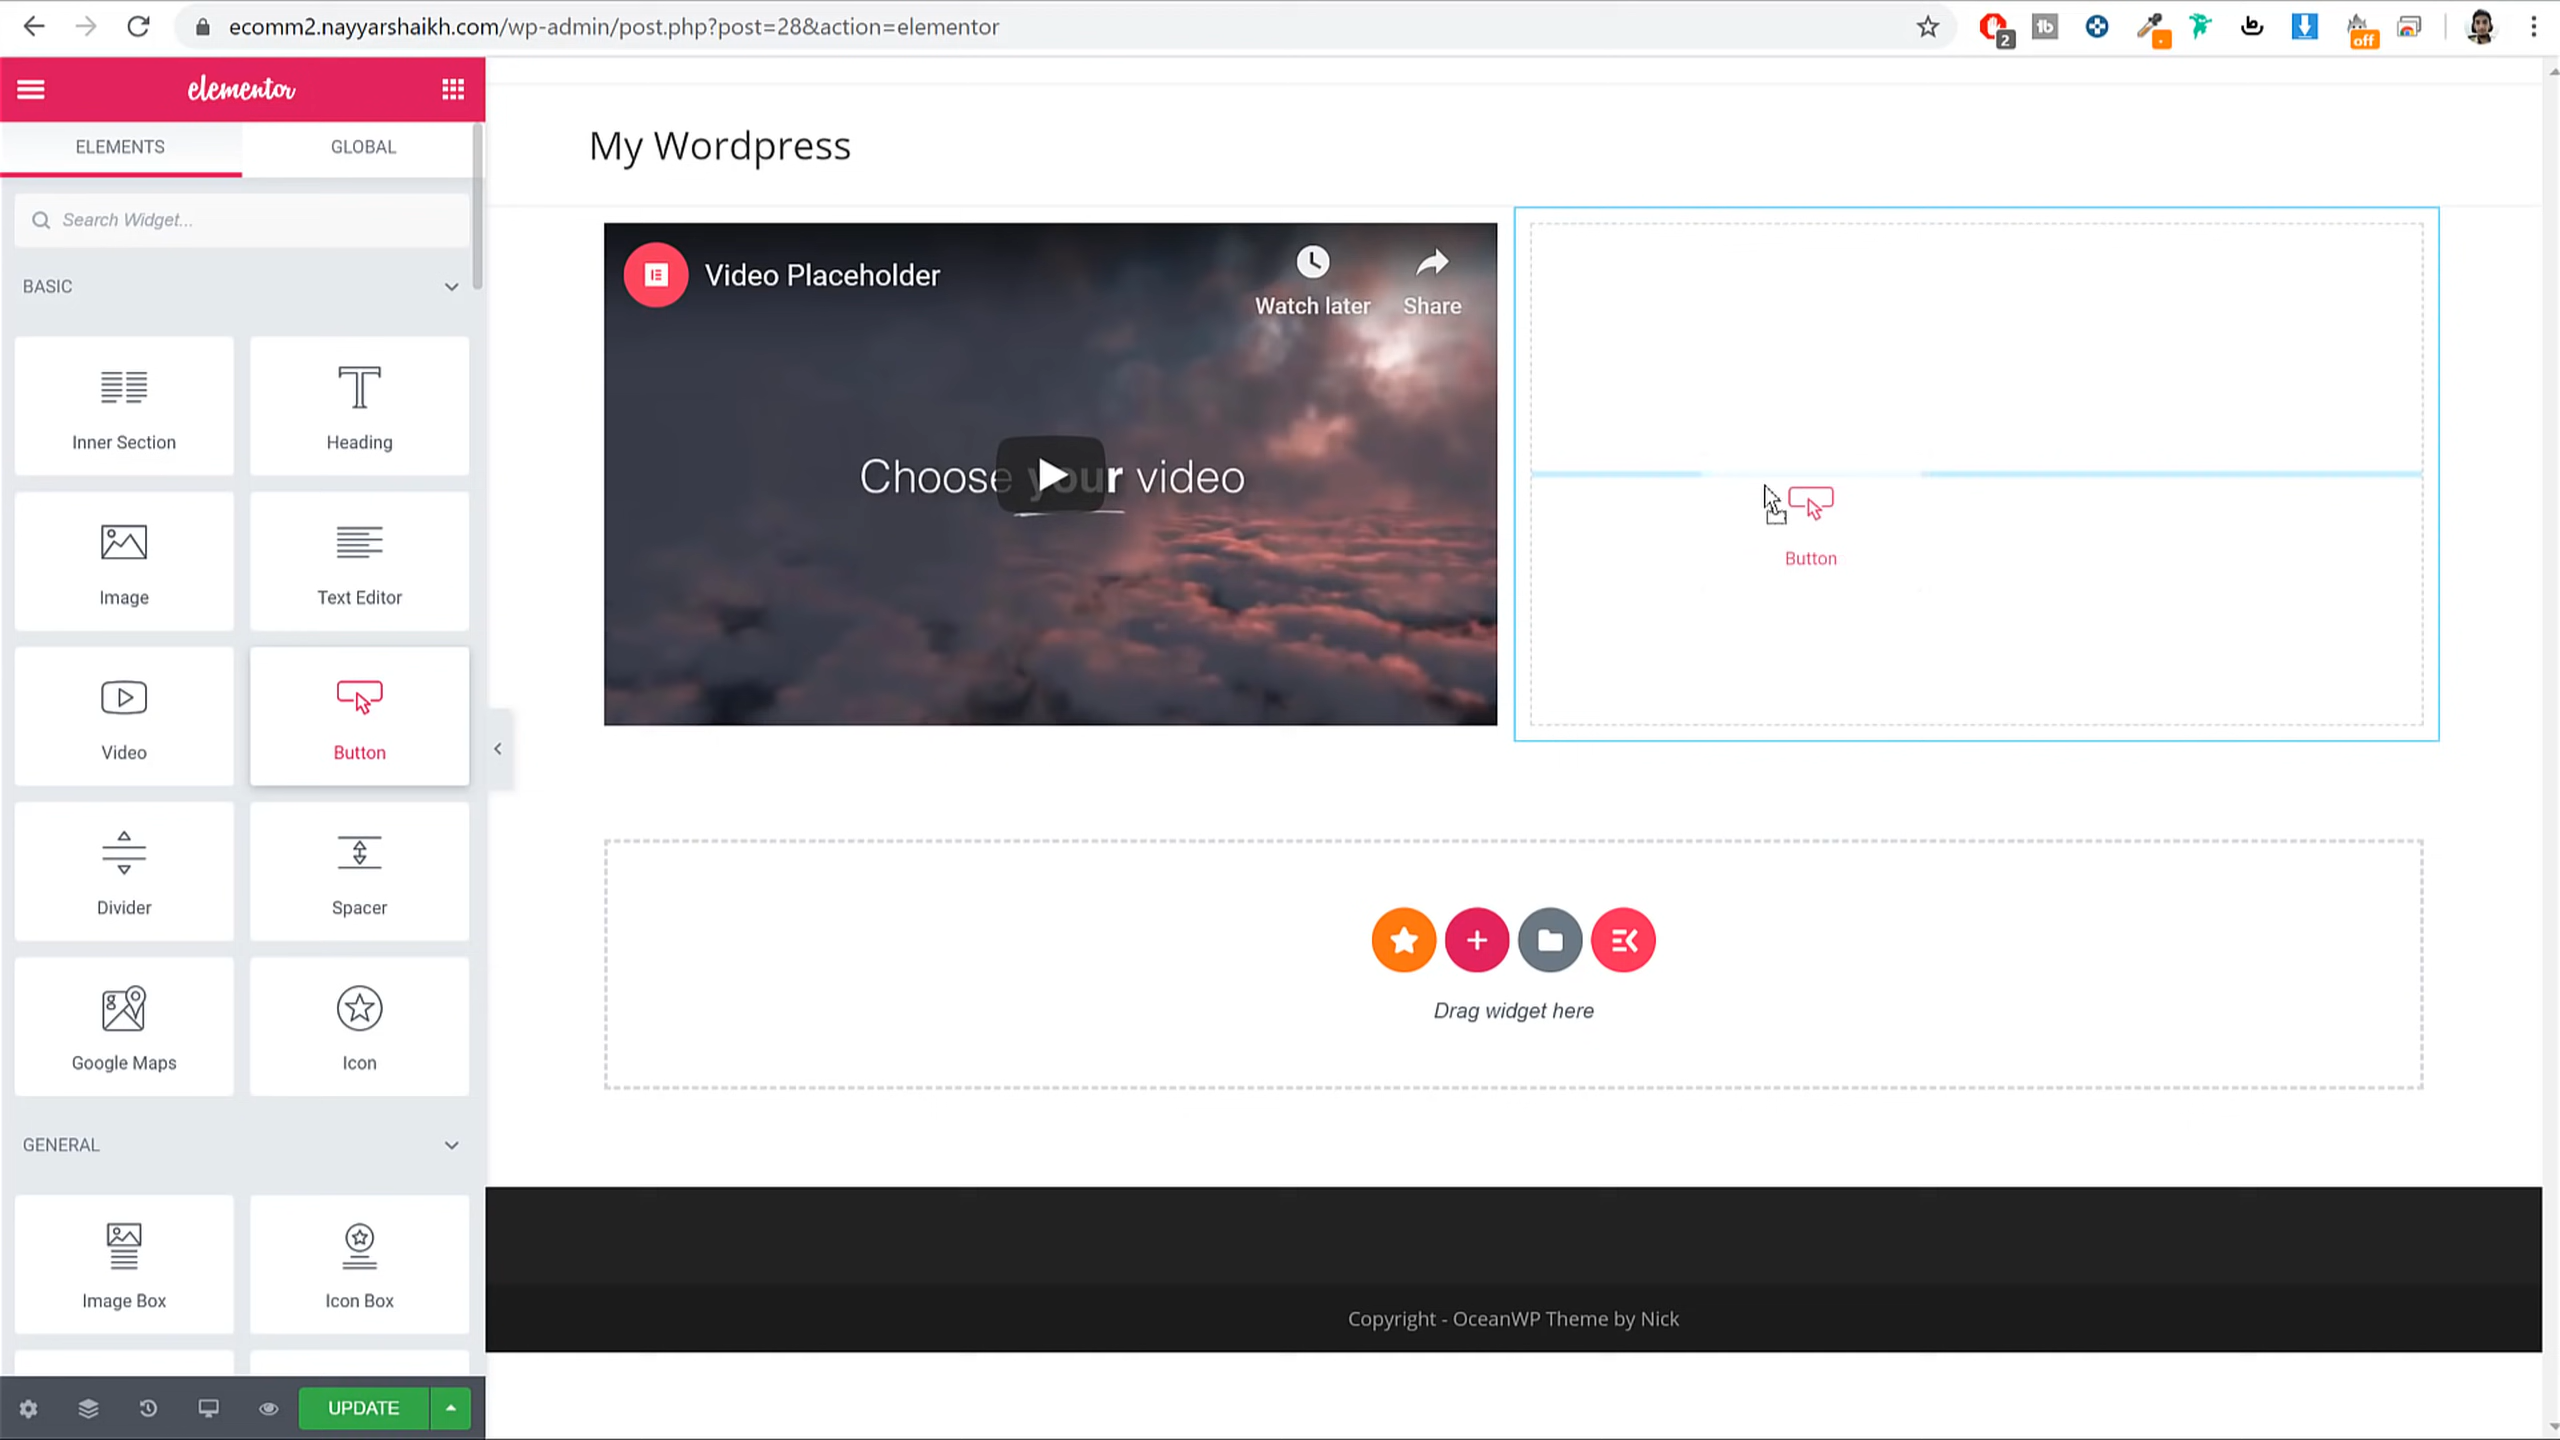 ecomm2.nayyarshaikh.com/wp-admin/post.php?post=28&action=elementor
2
off
elementor
ELEMENTS
GLOBAL
Search Widget...
BASIC
Inner Section
Heading
Image
Text Editor
Video
Button
Divider
Spacer
Google Maps
Icon
GENERAL
Image Box
Icon Box
UPDATE
My Wordpress
Video Placeholder
Watch later
Share
Choose your video
Button
Drag widget here
Copyright - OceanWP Theme by Nick